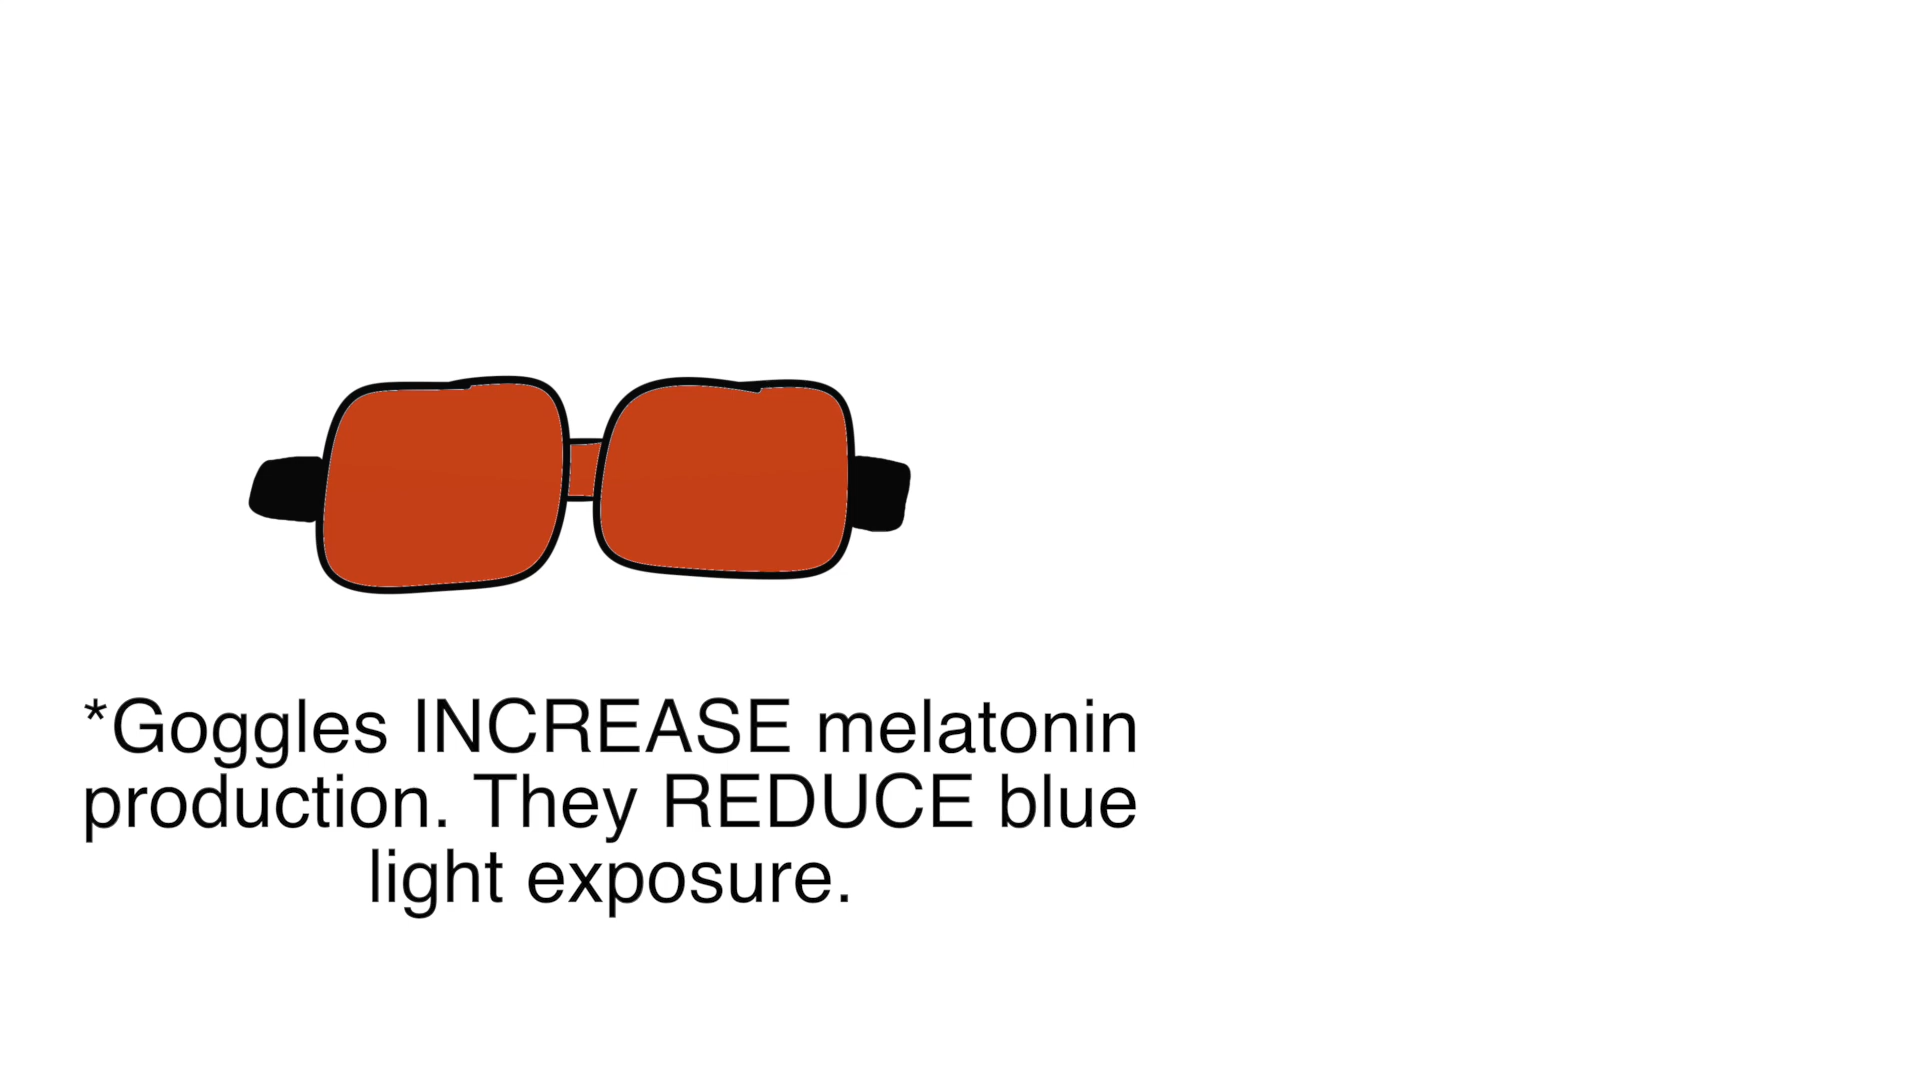 *Goggles INCREASE melatonin
production. They REDUCE blue
light exposure.